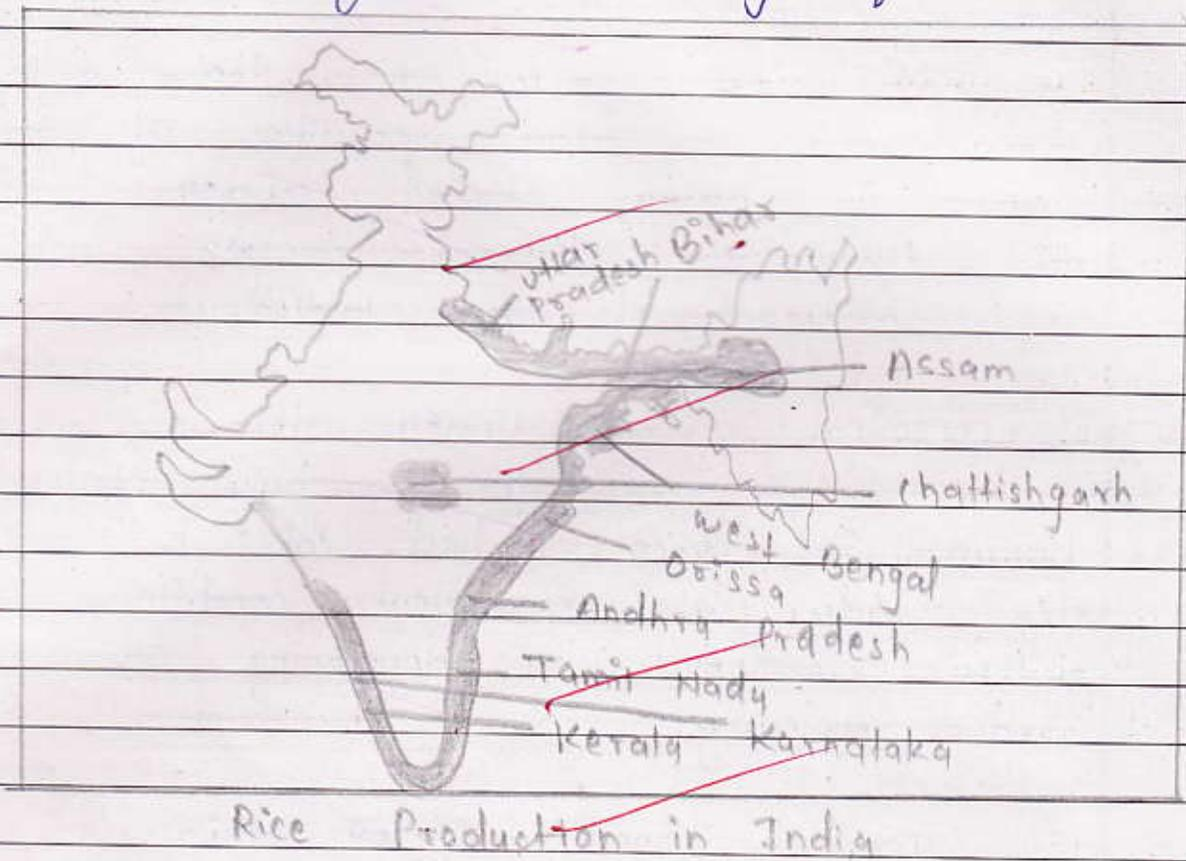 Uttar
Pradesh Bihar
Assam
Chattishgarh
West Bengal
Orissa
Andhra Pradesh
Tamil Nadu
Kerala Karnataka
Rice Production in India